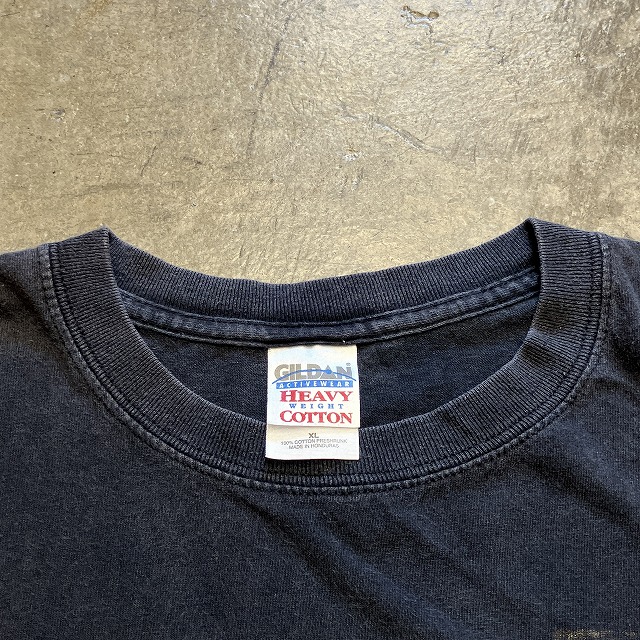 GILDAN
ACTIVEWEAR
HEAVY
WEIGHT
COTTON
XL
100% COTTON PRESHRUNK
MADE IN HONDURAS